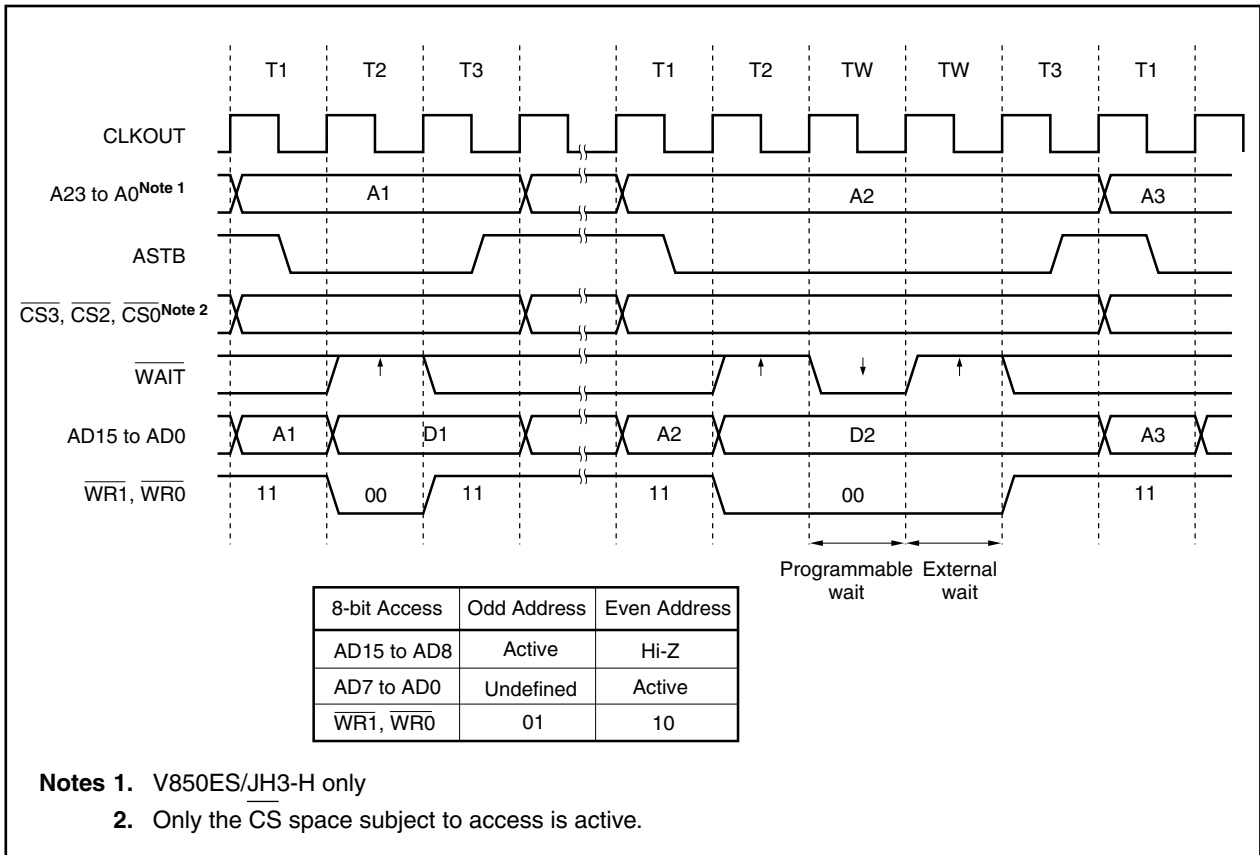 T1 T2 T3 T1 T2 TW TW T3 T1
CLKOUT
A23 to A0Note 1 A1 A2 A3
ASTB
CS3, CS2, CS0Note 2
WAIT
AD15 to AD0 A1 D1 A2 D2 A3
WR1, WR0 11 00 11 11 00 11
Programmable wait External wait
8-bit Access Odd Address Even Address
AD15 to AD8 Active Hi-Z
AD7 to AD0 Undefined Active
WR1, WR0 01 10
Notes 1. V850ES/JH3-H only
2. Only the CS space subject to access is active.